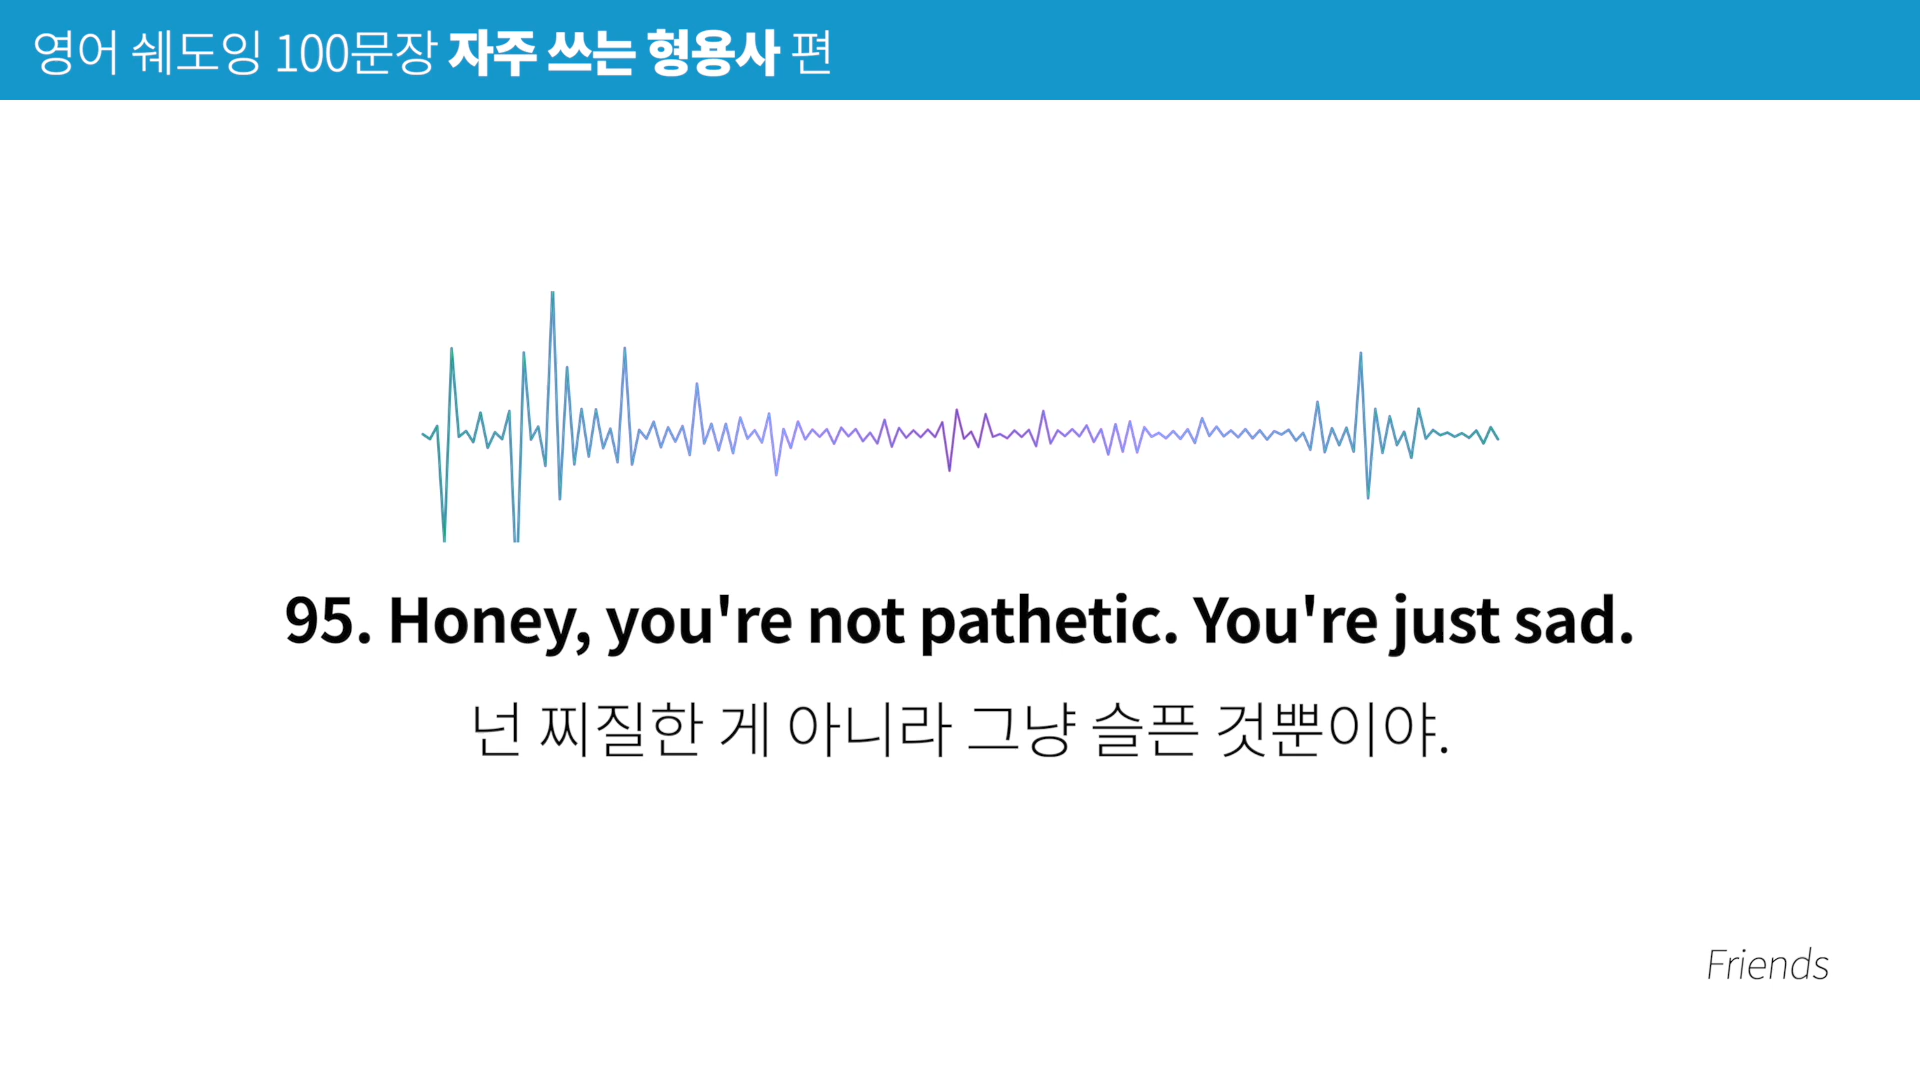 영어 쉐도잉 100문장 자주 쓰는 형용사 편
95. Honey, you're not pathetic. You're just sad.
넌 찌질한 게 아니라 그냥 슬픈 것뿐이야.
Friends